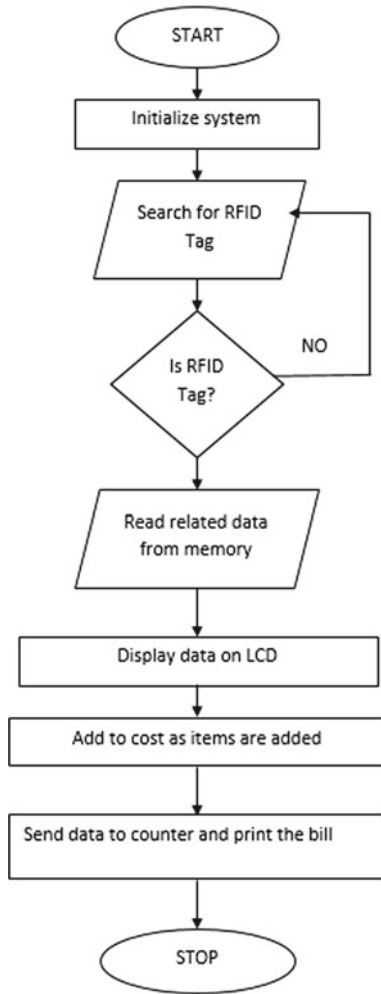 START
Initialize system
Search for RFID
Tag
NO
Is RFID
Tag?
Read related data
from memory
Display data on LCD
Add to cost as items are added
Send data to counter and print the bill
STOP